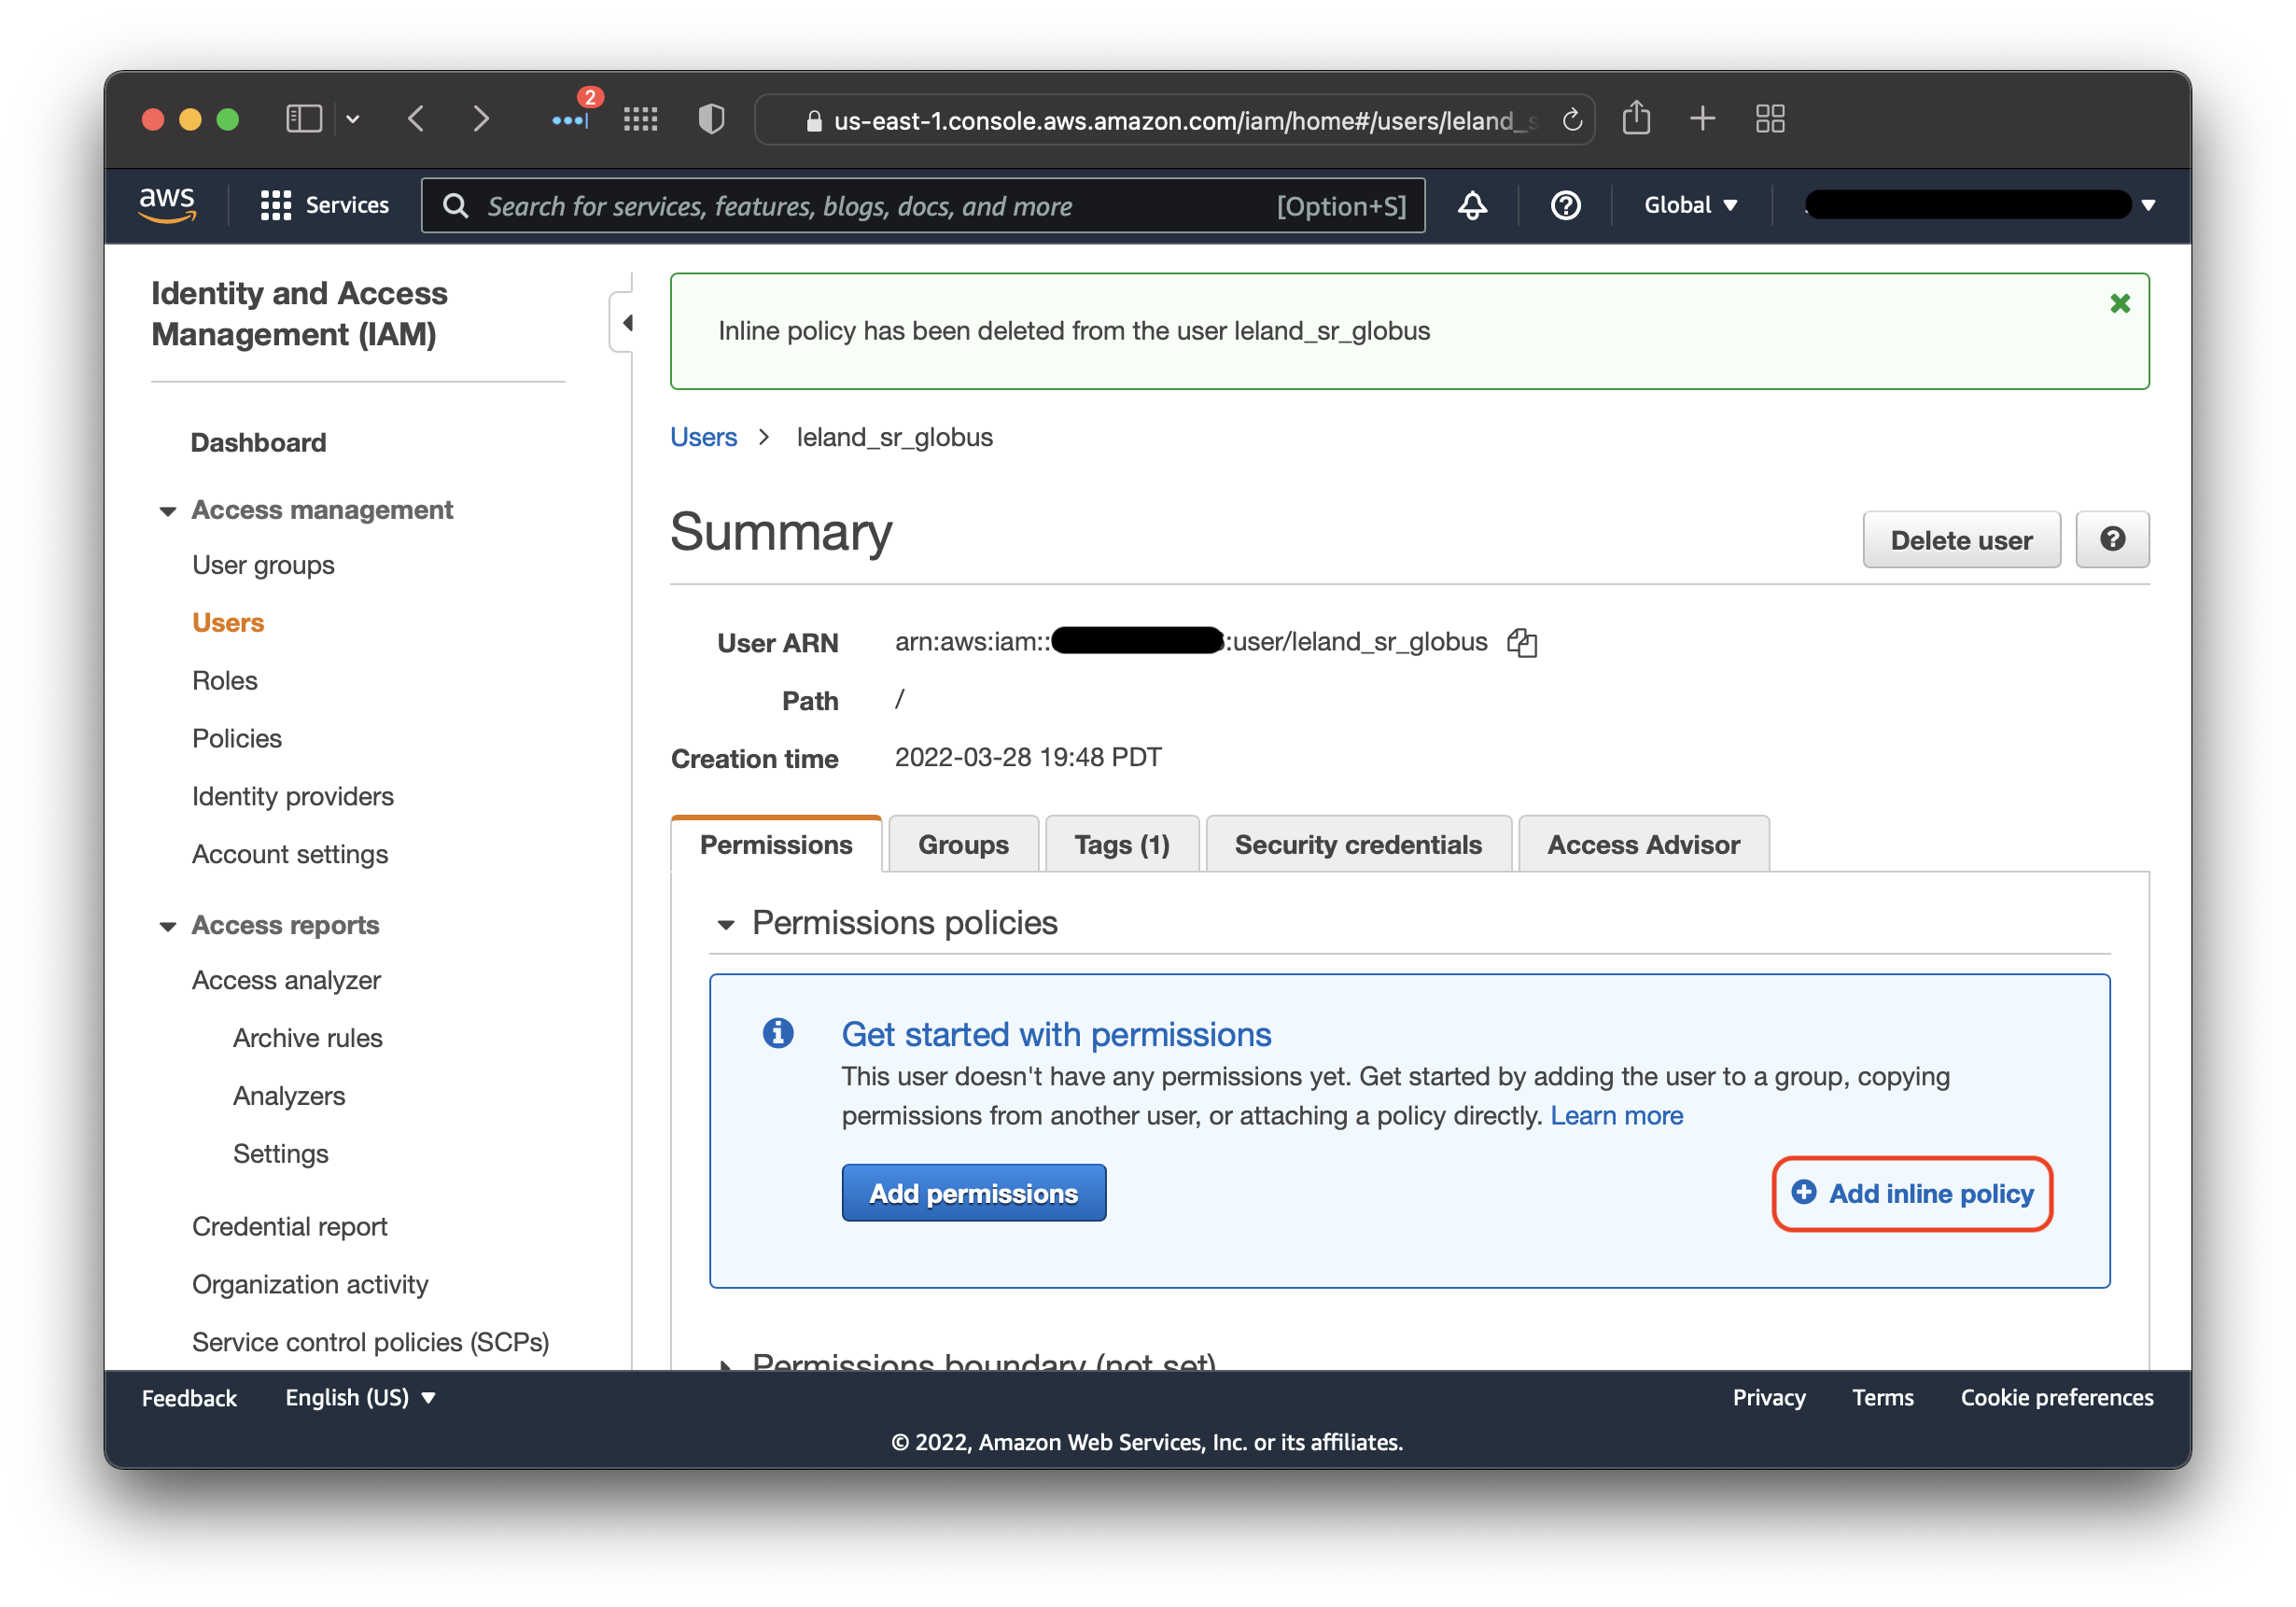 2
us-east-1.console.aws.amazon.com/iam/home#/users/leland_s
aws
Services
Search for services, features, blogs, docs, and more
[Option+S]
Global
Identity and Access
Management (IAM)
Dashboard
Access management
User groups
Users
Roles
Policies
Identity providers
Account settings
Access reports
Access analyzer
Archive rules
Analyzers
Settings
Credential report
Organization activity
Service control policies (SCPs)
Inline policy has been deleted from the user leland_sr_globus
Users > leland_sr_globus
Summary
Delete user
User ARN arn:aws:iam:: :user/leland_sr_globus
Path /
Creation time 2022-03-28 19:48 PDT
Permissions
Groups
Tags (1)
Security credentials
Access Advisor
Permissions policies
Get started with permissions
This user doesn't have any permissions yet. Get started by adding the user to a group, copying
permissions from another user, or attaching a policy directly. Learn more
Add permissions
Add inline policy
Permissions boundary (not set)
Feedback
English (US)
Privacy
Terms
Cookie preferences
© 2022, Amazon Web Services, Inc. or its affiliates.